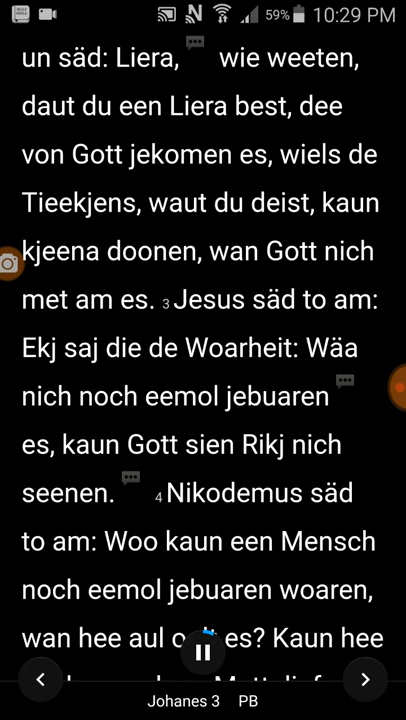 59% 10:29 PM
un säd: Liera, wie weeten,
daut du een Liera best, dee
von Gott jekomen es, wiels de
Tieekjens, waut du deist, kaun
kjeena doonen, wan Gott nich
met am es. 3 Jesus säd to am:
Ekj saj die de Woarheit: Wäa
nich noch eemol jebuaren
es, kaun Gott sien Rikj nich
seenen. 4 Nikodemus säd
to am: Woo kaun een Mensch
noch eemol jebuaren woaren,
wan hee aul es? Kaun hee
Johanes 3 PB